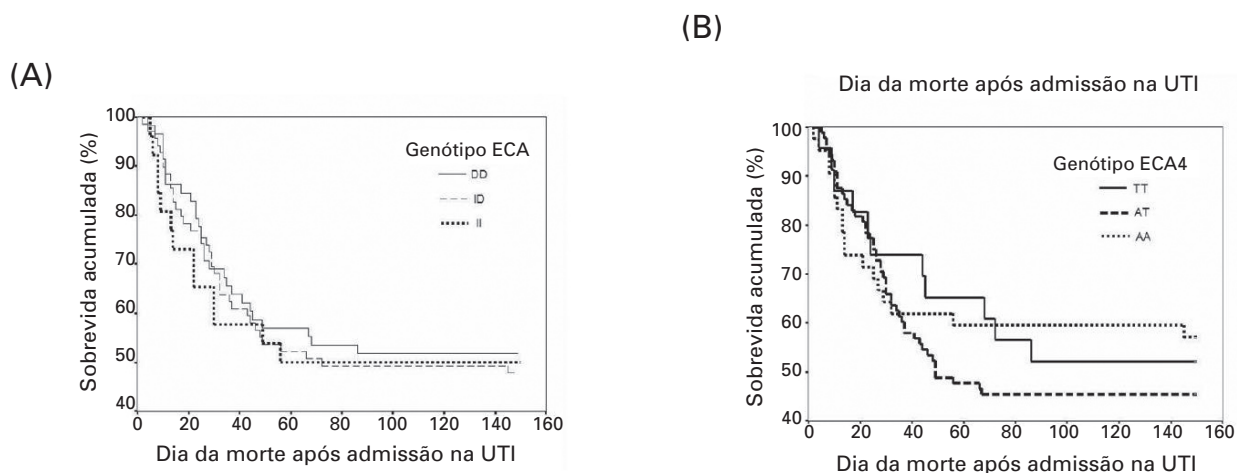 (A)
Sobrevida acumulada (%)
100
90
80
70
60
50
40
Genótipo ECA
DD
ID
II
0 20 40 60 80 100 120 140 160
Dia da morte após admissão na UTI
(B)
Dia da morte após admissão na UTI
Sobrevida acumulada (%)
100
90
80
70
60
50
40
Genótipo ECA4
TT
AT
AA
0 20 40 60 80 100 120 140 160
Dia da morte após admissão na UTI